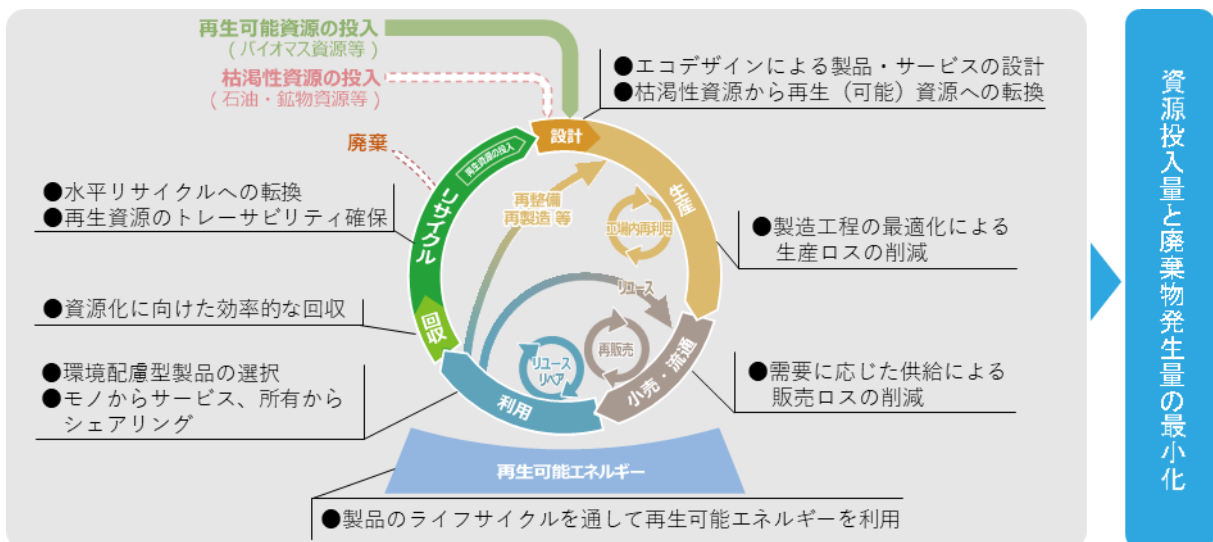 再生可能資源の投入
(バイオマス資源等)
枯渇性資源の投入
(石油・鉱物資源等)
廃棄
●エコデザインによる製品・サービスの設計
●枯渇性資源から再生（可能）資源への転換
設計
再生資源の投入
リサイクル
生産
再整備
再製造 等
工場内再利用
●水平リサイクルへの転換
●再生資源のトレーサビリティ確保
●製造工程の最適化による
生産ロスの削減
リユース
●資源化に向けた効率的な回収
回収
再販売
リユース
リペア
小売・流通
利用
●環境配慮型製品の選択
●モノからサービス、所有から
シェアリング
●需要に応じた供給による
販売ロスの削減
再生可能エネルギー
●製品のライフサイクルを通して再生可能エネルギーを利用
資源投入量と廃棄物発生量の最小化